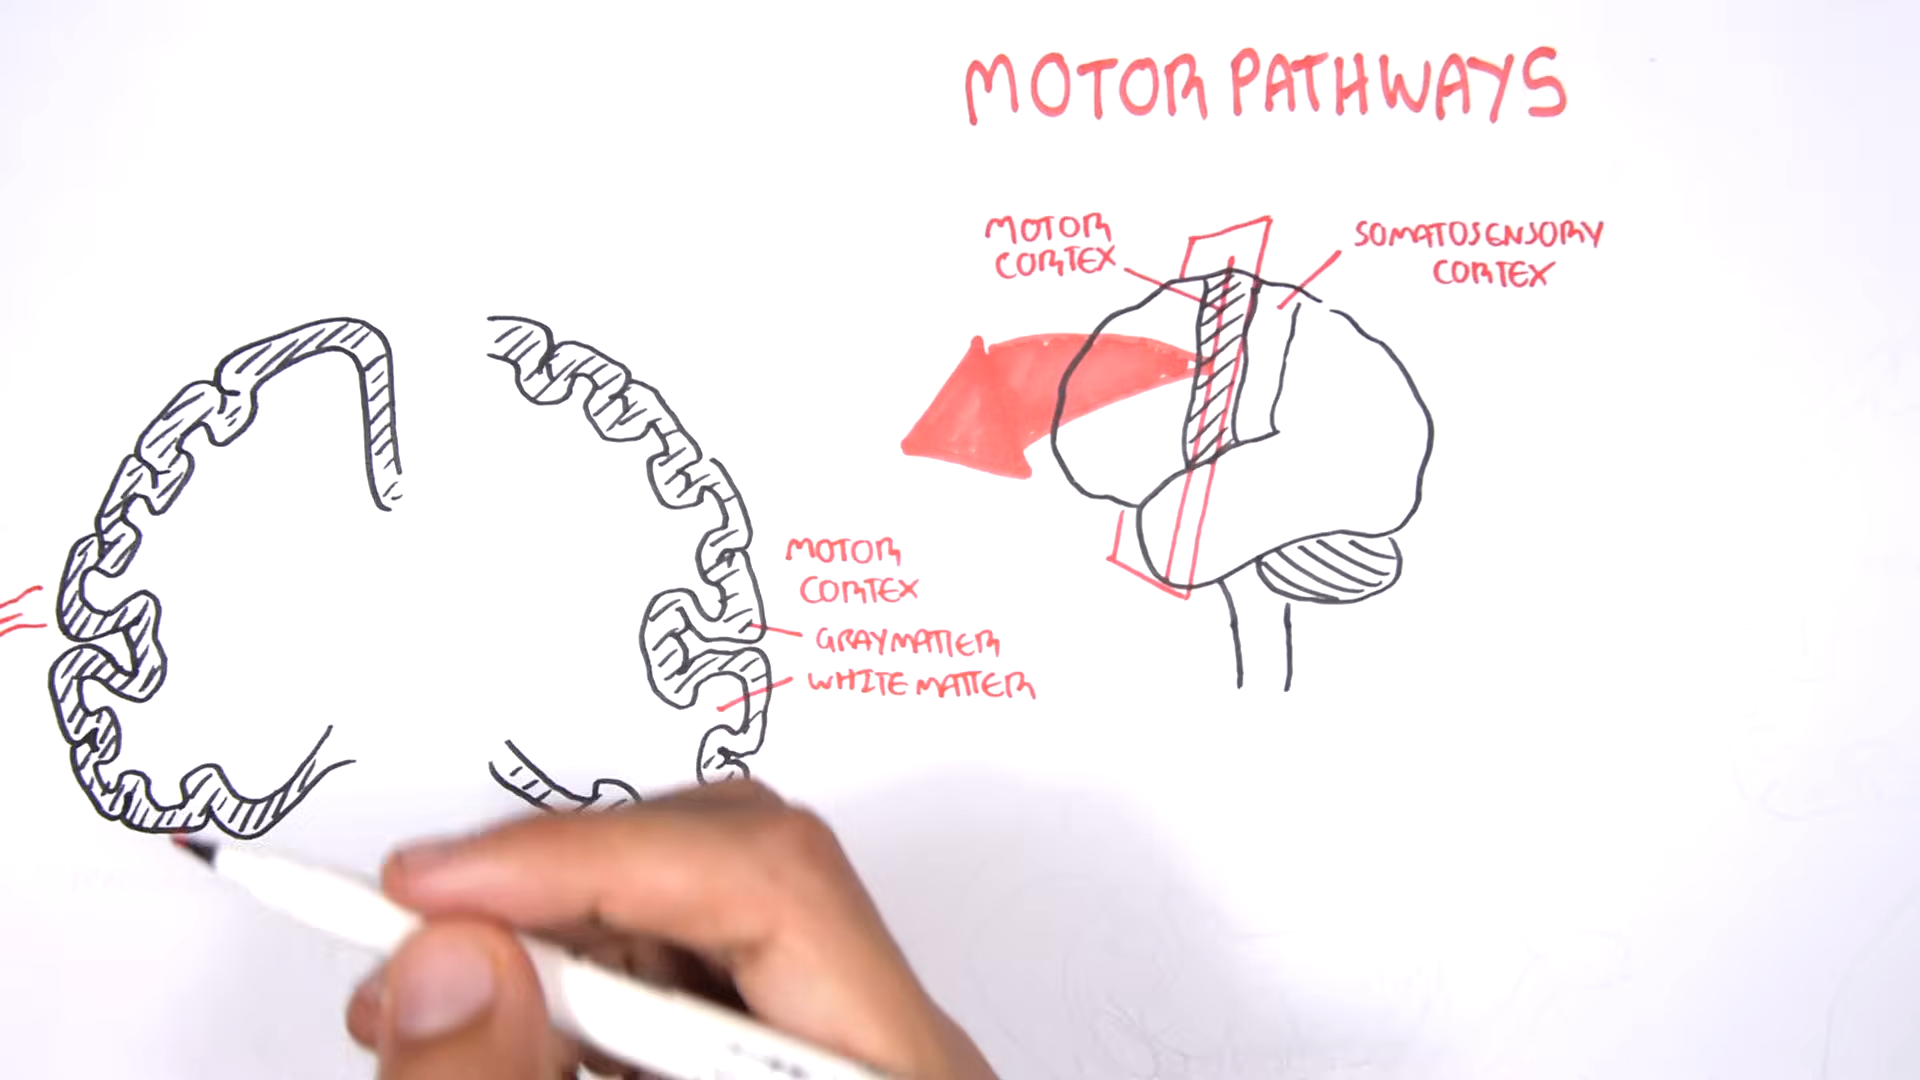 MOTOR PATHWAYS
MOTOR
CORTEX
SOMATOSENSORY
CORTEX
MOTOR
CORTEX
GRAY MATTER
WHITE MATTER